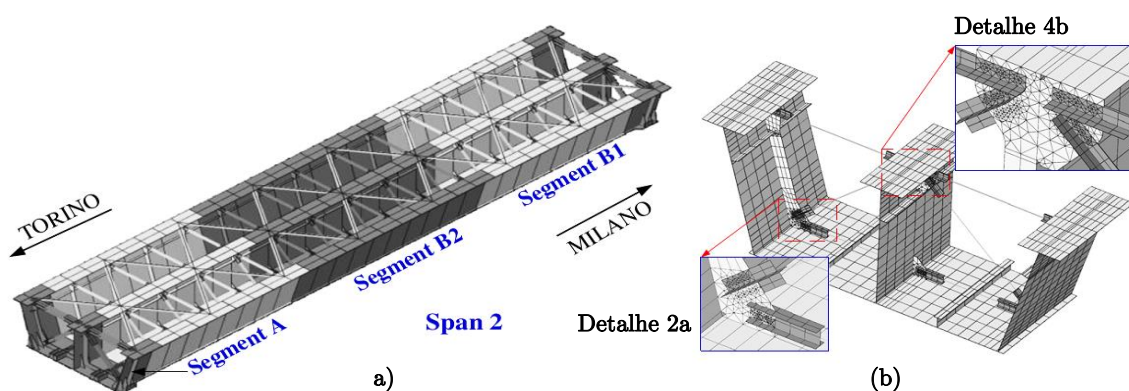 Detalhe 4b
TORINO
Segment B1
MILANO
Segment B2
Segment A
Span 2
Detalhe 2a
a)
(b)